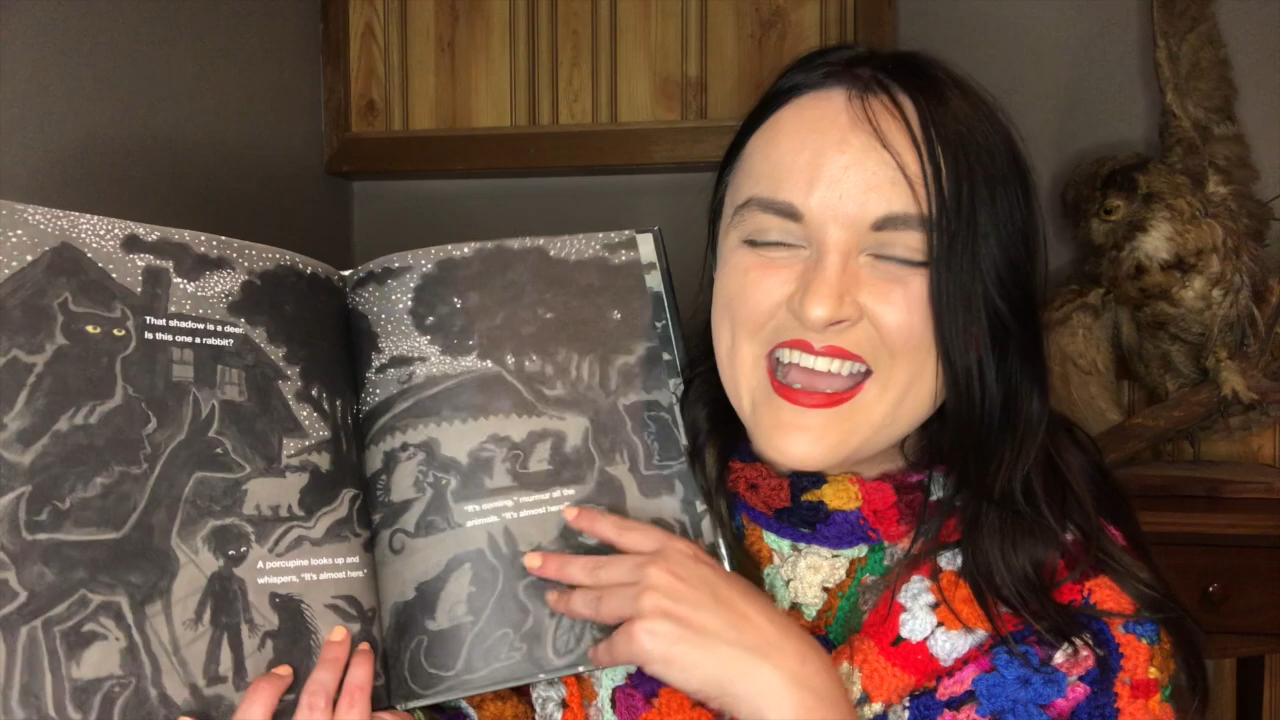 That shadow is a deer.
Is this one a rabbit?
A porcupine looks up and
whispers, "It's almost here."
"It's coming," murmur all the
animals. "It's almost here."